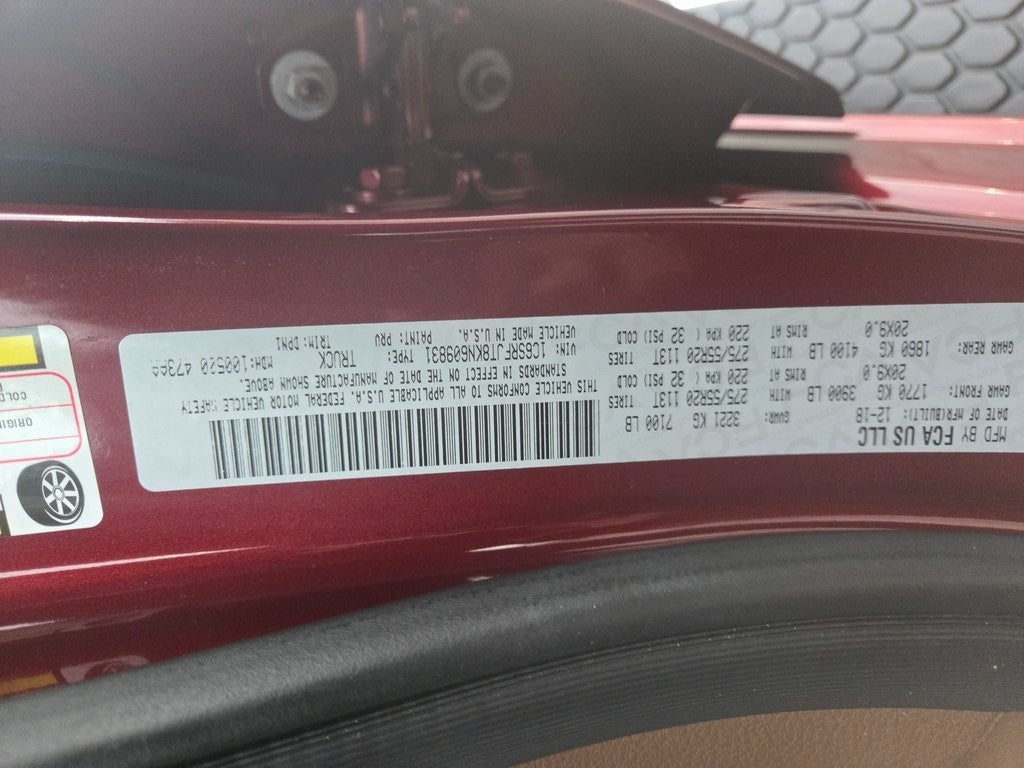 MFD BY FCA US LLC
DATE OF MFR(BUILT): 12-18 GVWR: 3221 KG 7100 LB
GAWR FRONT: 1770 KG 3900 LB WITH 275/55R20 113T TIRES
20X9.0 RIMS AT 220 KPA ( 32 PSI) COLD
GAWR REAR: 1860 KG 4100 LB WITH 275/55R20 113T TIRES
20X9.0 RIMS AT 220 KPA ( 32 PSI) COLD
THIS VEHICLE CONFORMS TO ALL APPLICABLE U.S.A. FEDERAL MOTOR VEHICLE SAFETY
STANDARDS IN EFFECT ON THE DATE OF MANUFACTURE SHOWN ABOVE.
VIN: 1C6SRFJT8KN609831 TYPE: TRUCK MDH:100520 473AA
VEHICLE MADE IN U.S.A. PAINT: PRV TRIM: DPN1
COLD